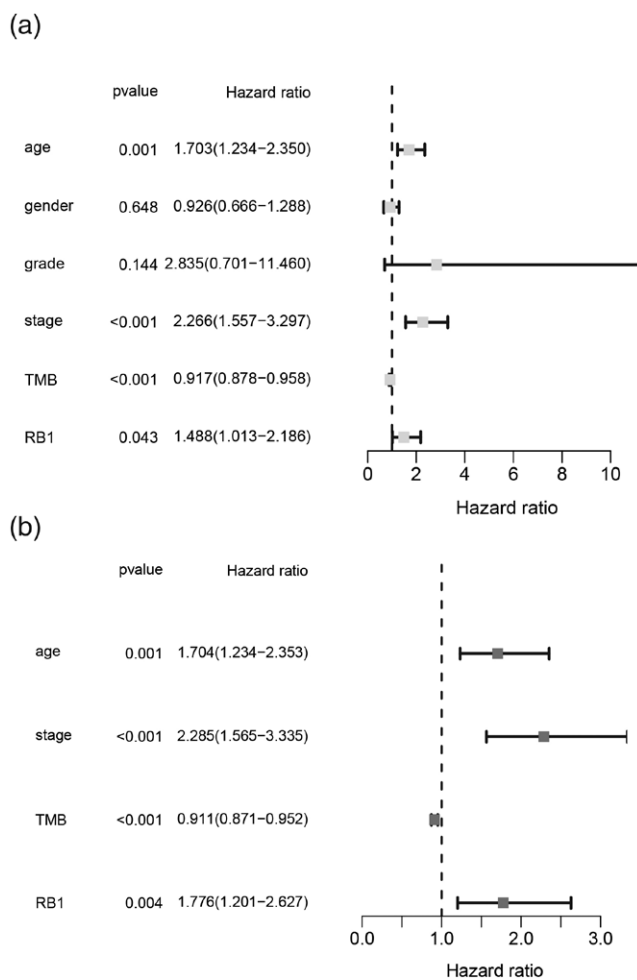 (a)
pvalue Hazard ratio
age 0.001 1.703(1.234−2.350)
gender 0.648 0.926(0.666−1.288)
grade 0.144 2.835(0.701−11.460)
stage <0.001 2.266(1.557−3.297)
TMB <0.001 0.917(0.878−0.958)
RB1 0.043 1.488(1.013−2.186)
0 2 4 6 8 10
Hazard ratio
(b)
pvalue Hazard ratio
age 0.001 1.704(1.234−2.353)
stage <0.001 2.285(1.565−3.335)
TMB <0.001 0.911(0.871−0.952)
RB1 0.004 1.776(1.201−2.627)
0.0 1.0 2.0 3.0
Hazard ratio